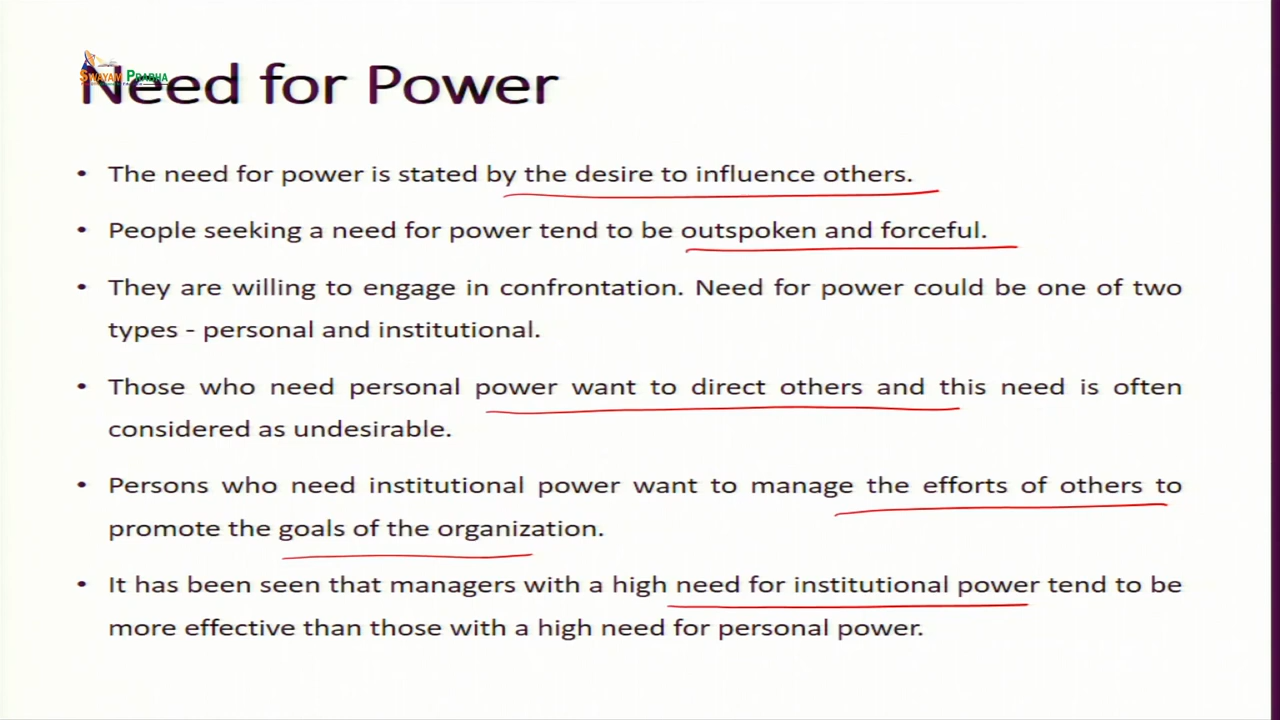 SWAYAM PRABHA
Need for Power
• The need for power is stated by the desire to influence others.
• People seeking a need for power tend to be outspoken and forceful.
• They are willing to engage in confrontation. Need for power could be one of two
types - personal and institutional.
• Those who need personal power want to direct others and this need is often
considered as undesirable.
• Persons who need institutional power want to manage the efforts of others to
promote the goals of the organization.
• It has been seen that managers with a high need for institutional power tend to be
more effective than those with a high need for personal power.